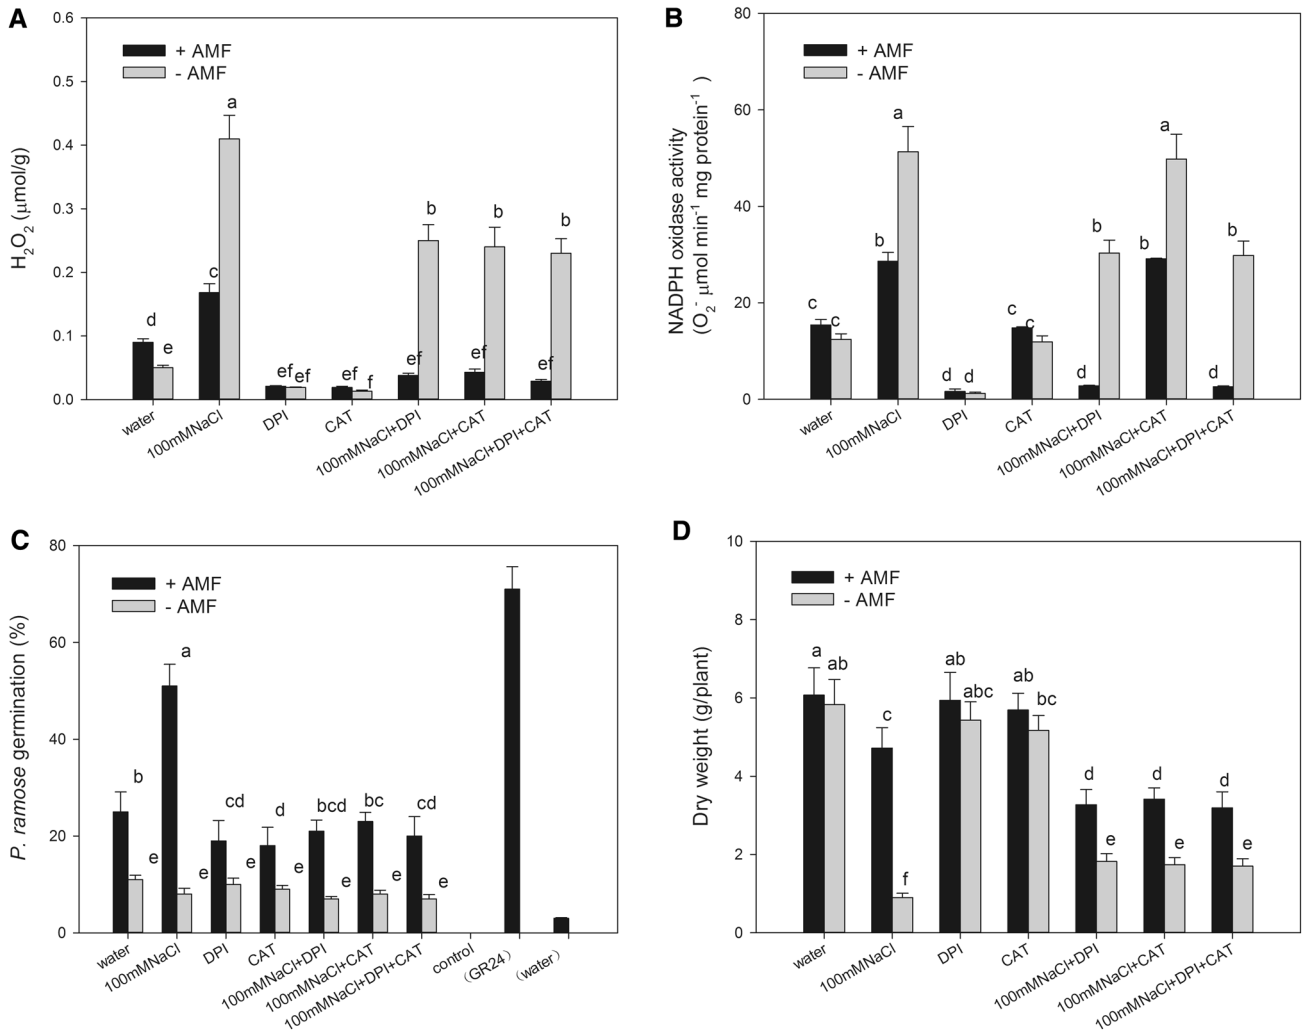 A
0.6
0.5
0.4
0.3
0.2
0.1
0.0
H₂O₂ (μmol/g)
+ AMF
- AMF
d
e
c
a
ef
ef
ef
f
ef
b
ef
b
ef
b
water
100mMNaCl
DPI
CAT
100mMNaCl+DPI
100mMNaCl+CAT
100mMNaCl+DPI+CAT
B
80
60
40
20
0
NADPH oxidase activity
(O₂⁻ μmol min⁻¹ mg protein⁻¹ )
+ AMF
- AMF
c
c
b
a
d
d
c
c
d
b
b
a
d
b
water
100mMNaCl
DPI
CAT
100mMNaCl+DPI
100mMNaCl+CAT
100mMNaCl+DPI+CAT
C
80
60
40
20
0
P. ramose germination (%)
+ AMF
- AMF
b
e
a
e
cd
e
d
e
bcd
e
bc
e
cd
e
water
100mMNaCl
DPI
CAT
100mMNaCl+DPI
100mMNaCl+CAT
100mMNaCl+DPI+CAT
control
（GR24）
（water）
D
10
8
6
4
2
0
Dry weight (g/plant)
+ AMF
- AMF
a
ab
c
f
ab
abc
ab
bc
d
e
d
e
d
e
water
100mMNaCl
DPI
CAT
100mMNaCl+DPI
100mMNaCl+CAT
100mMNaCl+DPI+CAT